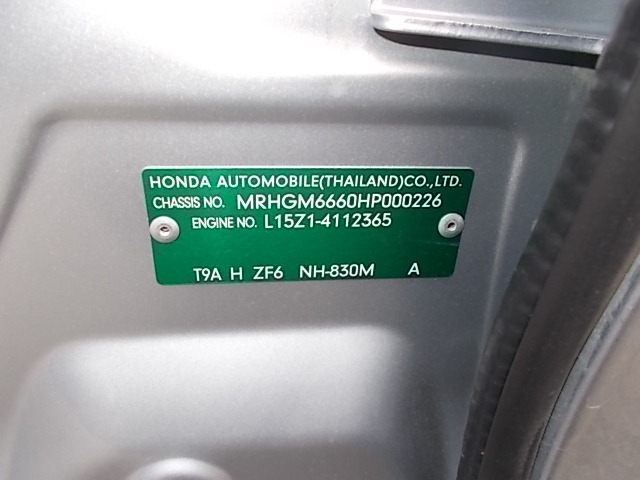 HONDA AUTOMOBILE(THAILAND)CO.,LTD.
CHASSIS NO. MRHGM6660HP000226
ENGINE NO. L15Z1-4112365
T9A H ZF6 NH-830M A